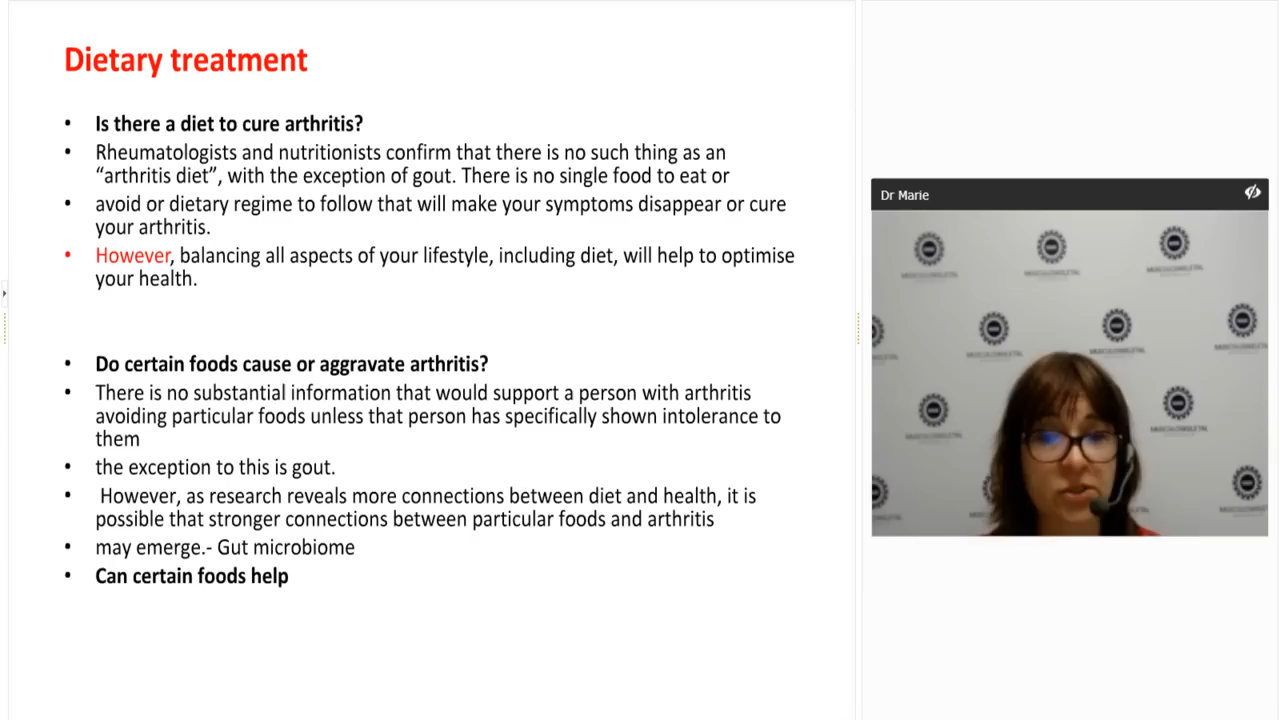 Dietary treatment
• Is there a diet to cure arthritis?
• Rheumatologists and nutritionists confirm that there is no such thing as an
“arthritis diet”, with the exception of gout. There is no single food to eat or
• avoid or dietary regime to follow that will make your symptoms disappear or cure
your arthritis.
• However, balancing all aspects of your lifestyle, including diet, will help to optimise
your health.
• Do certain foods cause or aggravate arthritis?
• There is no substantial information that would support a person with arthritis
avoiding particular foods unless that person has specifically shown intolerance to
them
• the exception to this is gout.
• However, as research reveals more connections between diet and health, it is
possible that stronger connections between particular foods and arthritis
• may emerge.- Gut microbiome
• Can certain foods help
Dr Marie